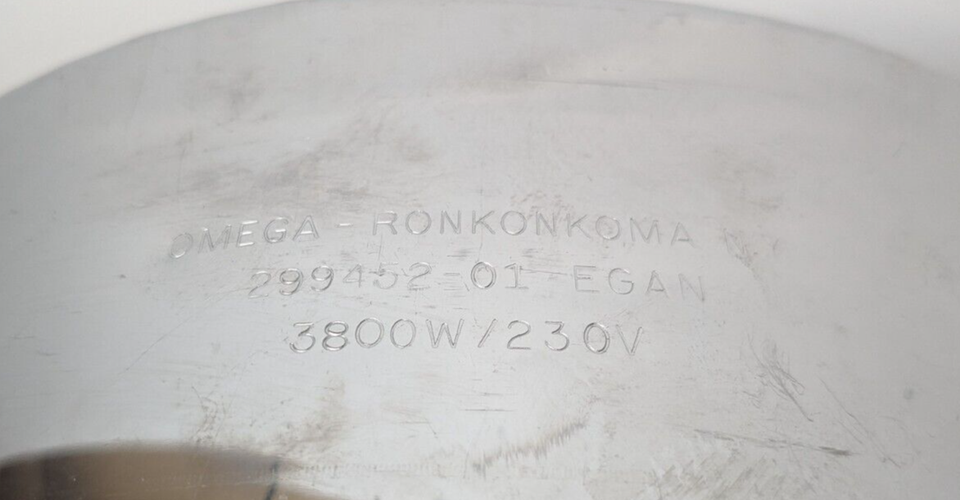 OMEGA - RONKONKOMA N.Y.
299452-01 EGAN
3800W/230V